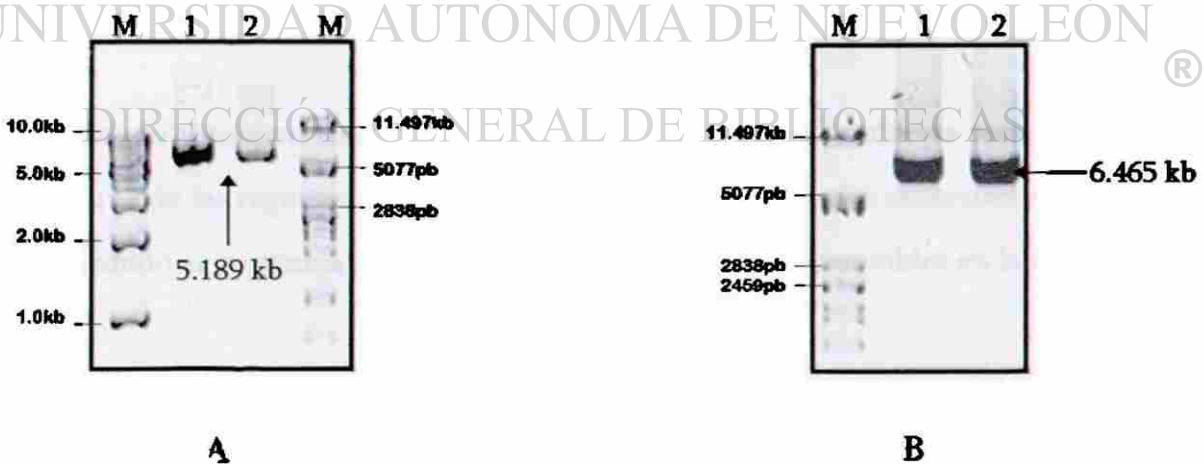 UNIVERSIDAD AUTÓNOMA DE NUEVO LEÓN
®
DIRECCIÓN GENERAL DE BIBLIOTECAS
M 1 2 M
10.0kb
5.0kb
2.0kb
1.0kb
11.497kb
5077pb
2838pb
5.189 kb
A
M 1 2
11.497kb
5077pb
2838pb
2459pb
6.465 kb
B